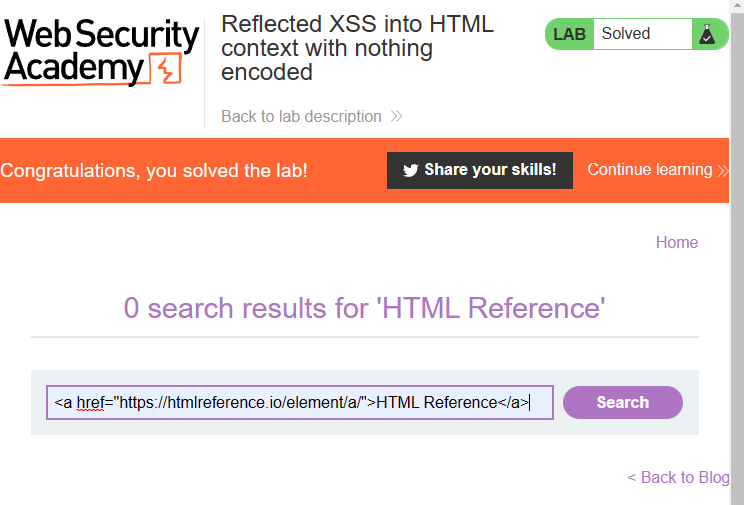 Web Security
Academy
Reflected XSS into HTML
context with nothing
encoded
LAB Solved
Back to lab description
Congratulations, you solved the lab!
Share your skills!
Continue learning
Home
0 search results for 'HTML Reference'
<a href="https://htmlreference.io/element/a/">HTML Reference</a>
Search
< Back to Blog